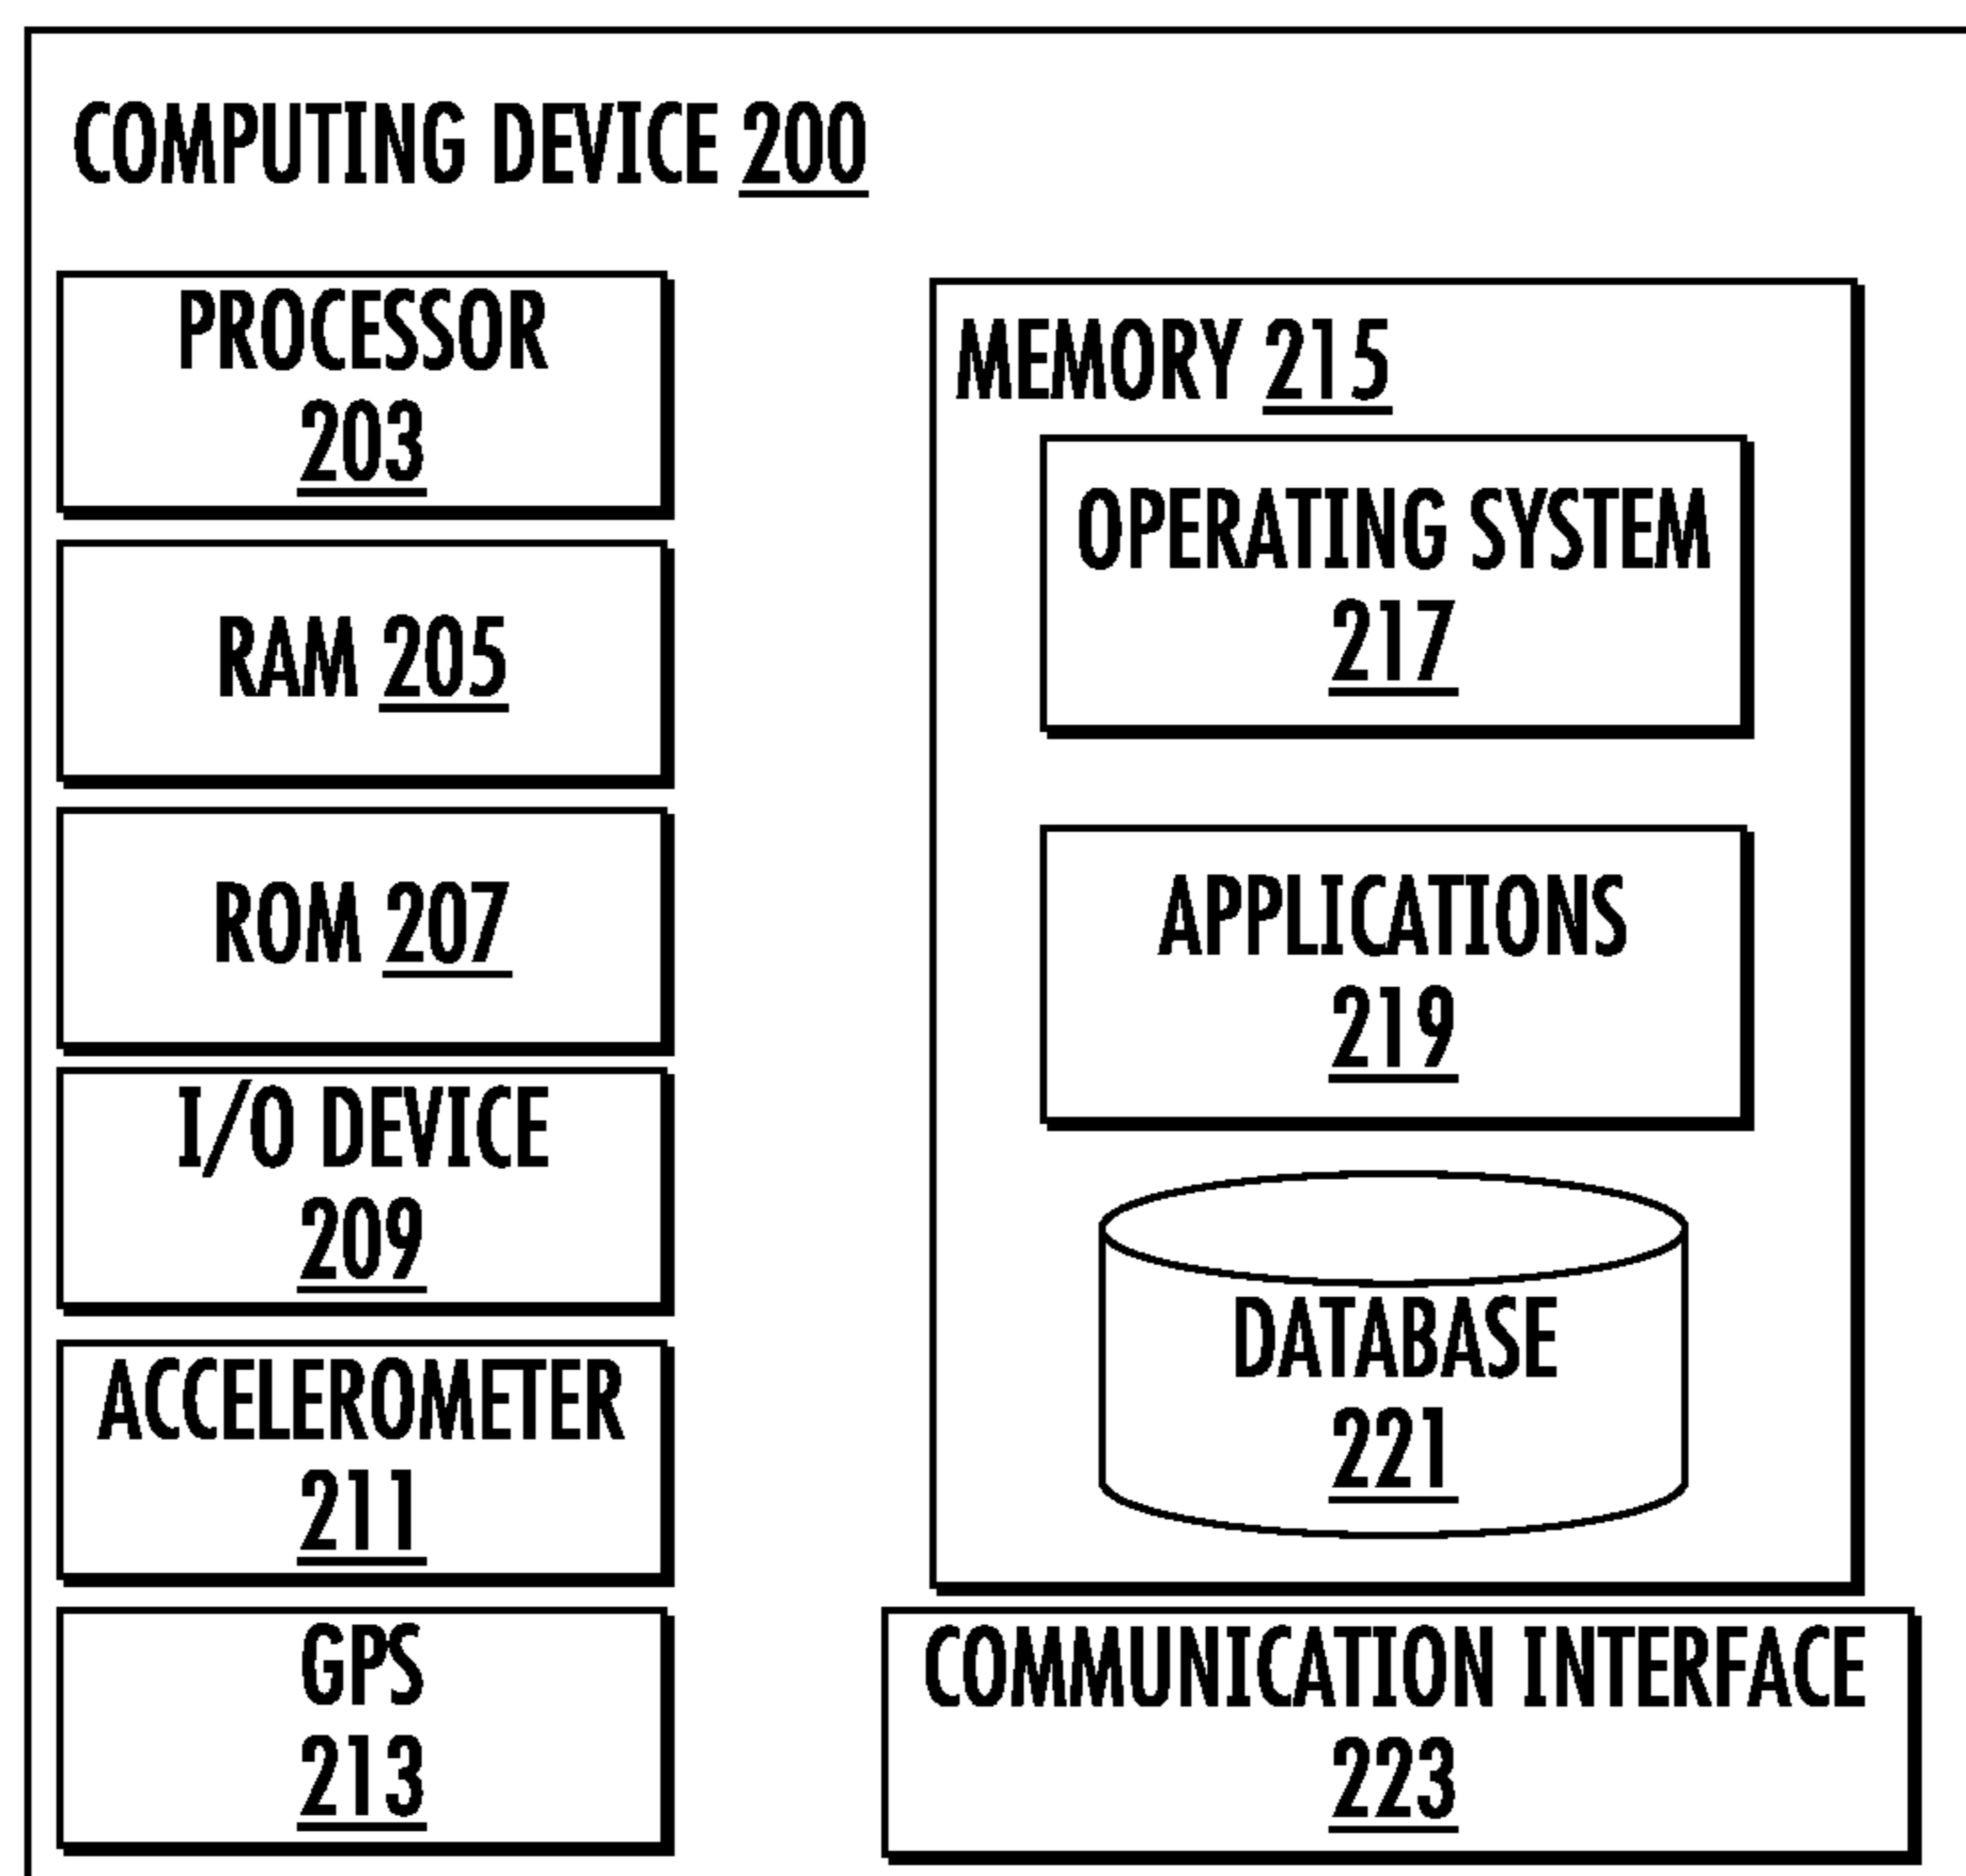 COMPUTING DEVICE 200
PROCESSOR
203
RAM 205
ROM 207
I/O DEVICE
209
ACCELEROMETER
211
GPS
213
MEMORY 215
OPERATING SYSTEM
217
APPLICATIONS
219
DATABASE
221
COMMUNICATION INTERFACE
223